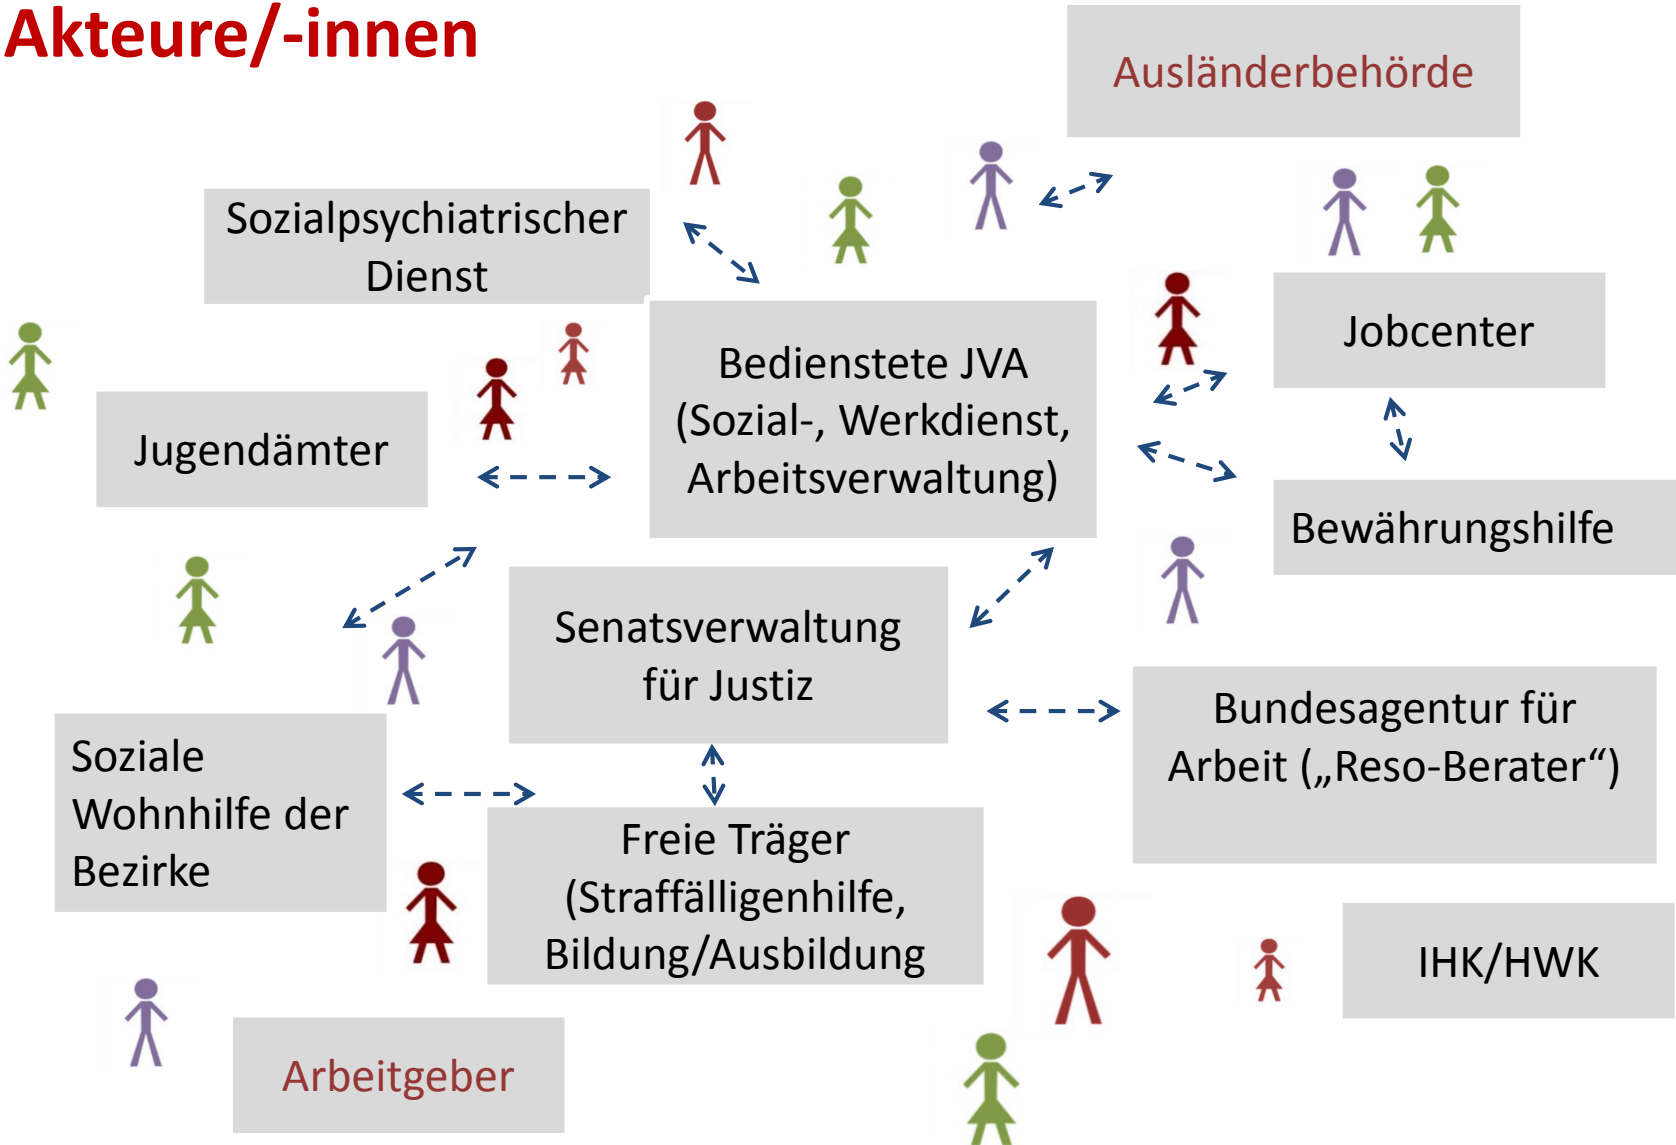 Akteure/-innen
Ausländerbehörde
Sozialpsychiatrischer
Dienst
Bedienstete JVA
(Sozial-, Werkdienst,
Arbeitsverwaltung)
Jobcenter
Jugendämter
Bewährungshilfe
Senatsverwaltung
für Justiz
Bundesagentur für
Arbeit („Reso-Berater“)
Soziale
Wohnhilfe der
Bezirke
Freie Träger
(Straffälligenhilfe,
Bildung/Ausbildung
IHK/HWK
Arbeitgeber